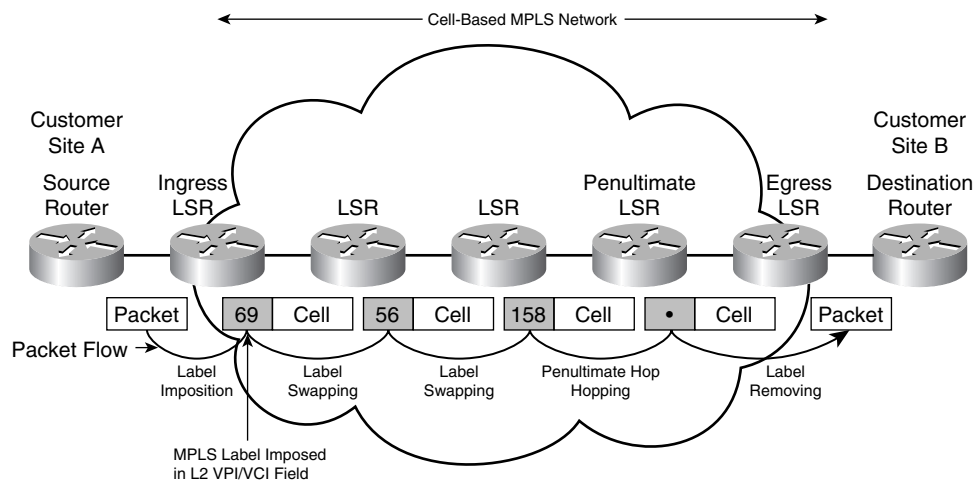 Cell-Based MPLS Network
Customer
Site A
Customer
Site B
Source
Router
Ingress
LSR
LSR
LSR
Penultimate
LSR
Egress
LSR
Destination
Router
Packet
69
Cell
56
Cell
158
Cell
•
Cell
Packet
Packet Flow
Label
Imposition
Label
Swapping
Label
Swapping
Penultimate Hop
Hopping
Label
Removing
MPLS Label Imposed
in L2 VPI/VCI Field